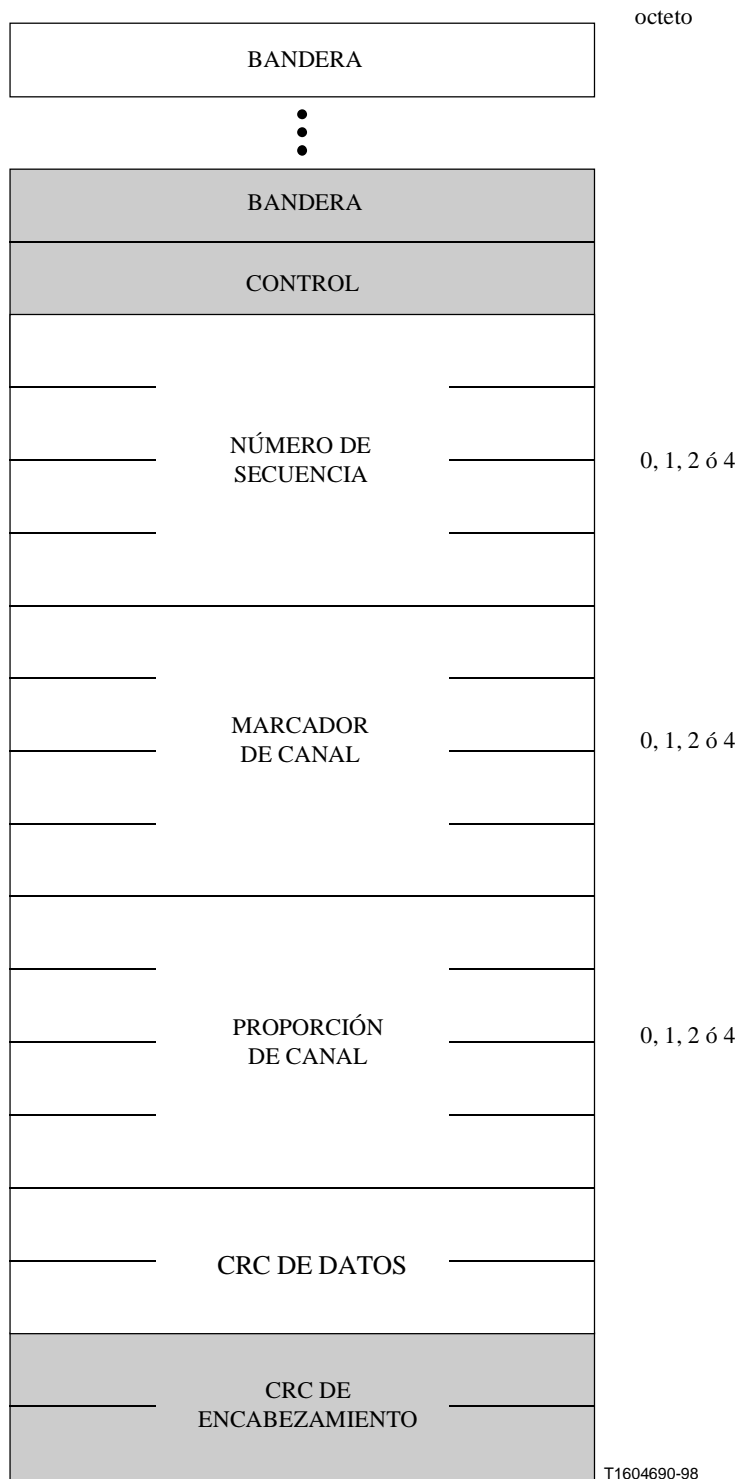 octeto
BANDERA
BANDERA
CONTROL
NÚMERO DE
SECUENCIA
0, 1, 2 ó 4
MARCADOR
DE CANAL
0, 1, 2 ó 4
PROPORCIÓN
DE CANAL
0, 1, 2 ó 4
CRC DE DATOS
CRC DE
ENCABEZAMIENTO
T1604690-98